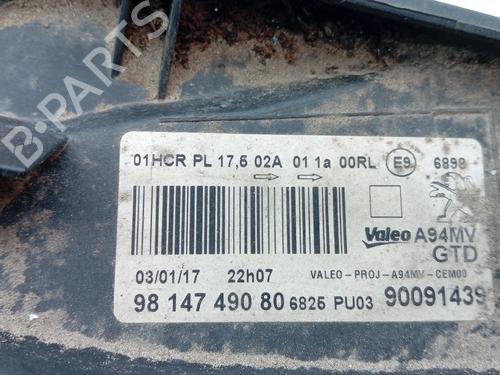 B-PARTS
01HCR PL 17,5 02A 01 1a 00RL E9 6898
Valeo A94MV
GTD
03/01/17 22h07 VALEO-PROJ-A94MV-CEM00
98 147 490 80 6825 PU03 90091439